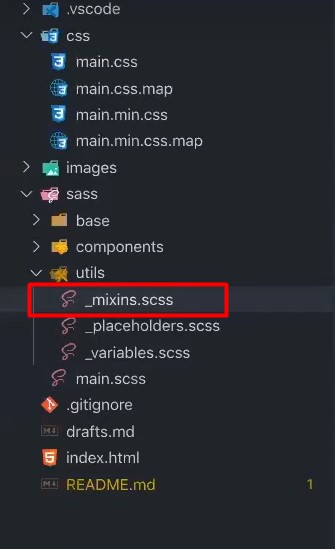 .vscode
css
main.css
main.css.map
main.min.css
main.min.css.map
images
sass
base
components
utils
_mixins.scss
_placeholders.scss
_variables.scss
main.scss
.gitignore
drafts.md
index.html
README.md 1